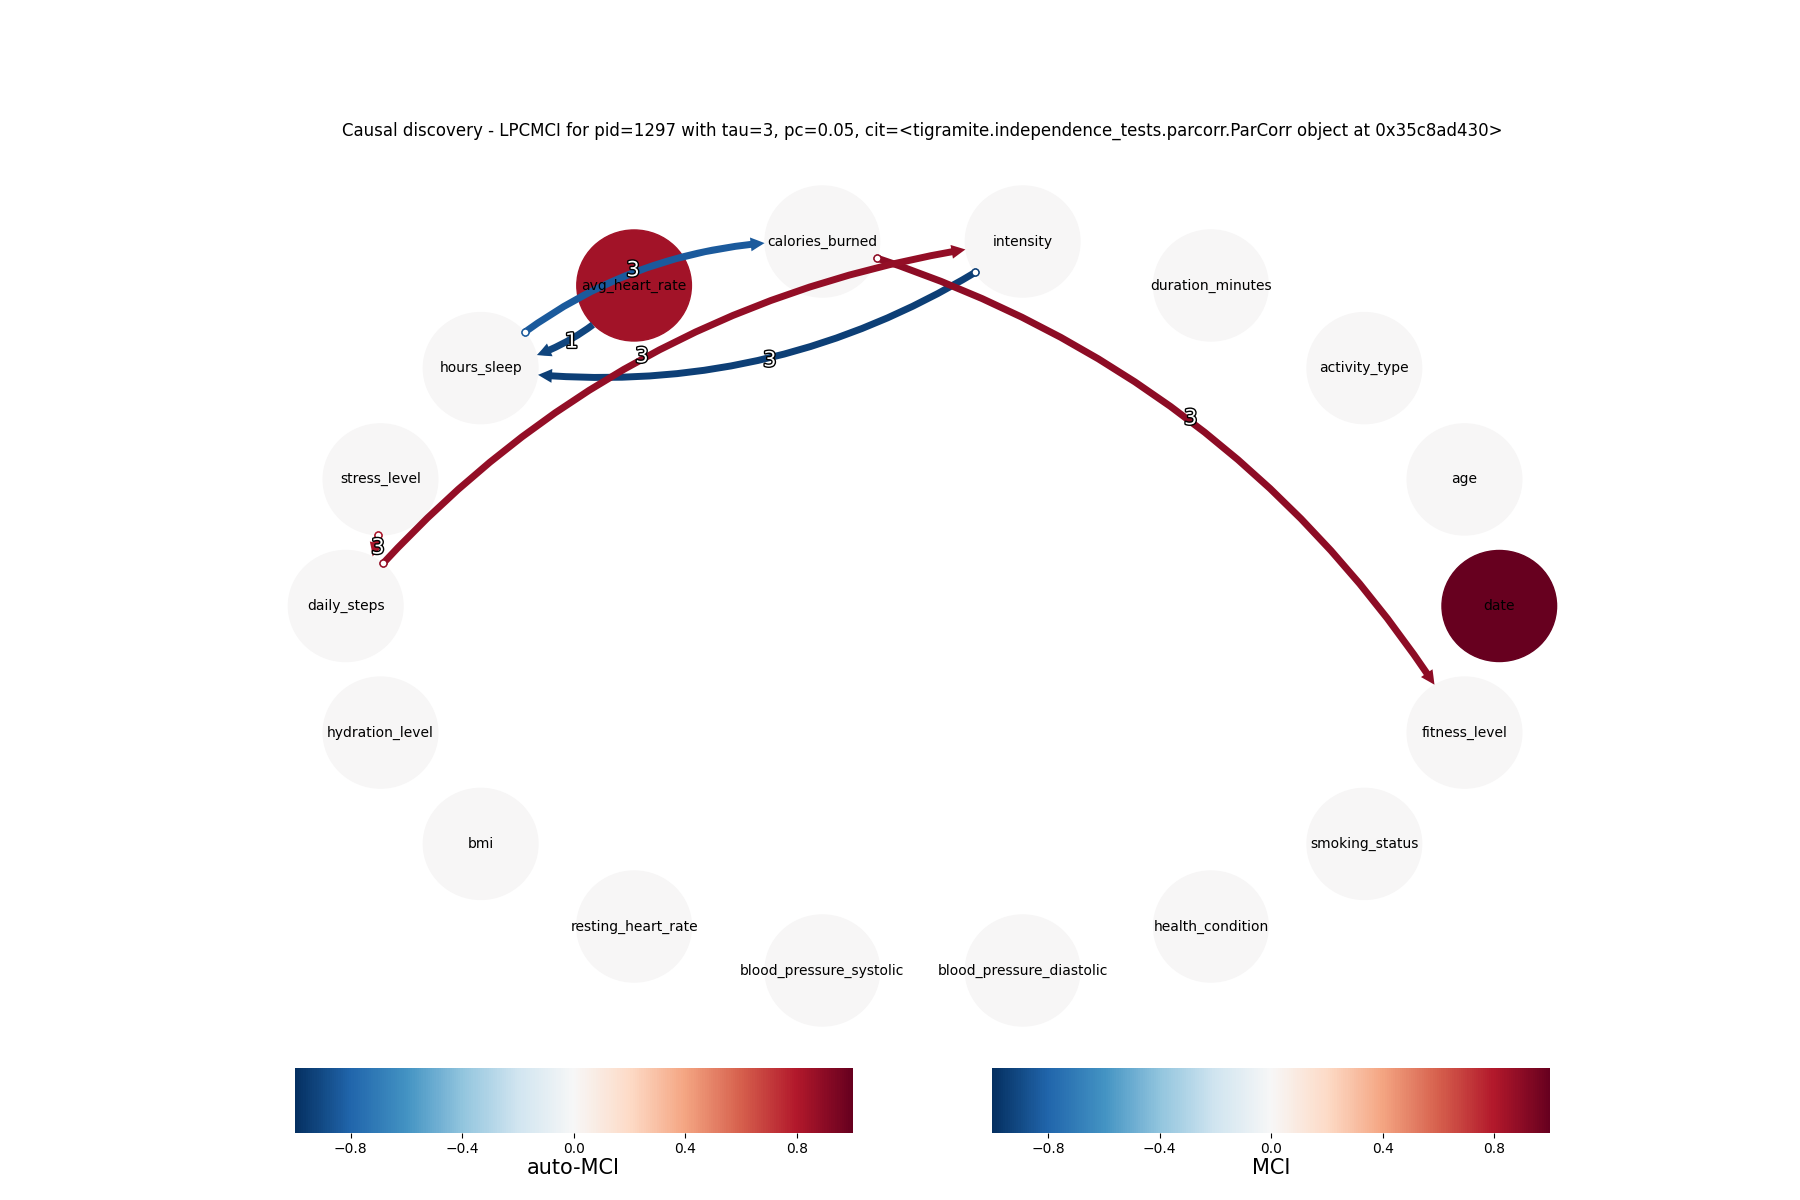 Causal discovery - LPCMCI for pid=1297 with tau=3, pc=0.05, cit=<tigramite.independence_tests.parcorr.ParCorr object at 0x35c8ad430>
calories_burned
intensity
3
avg_heart_rate
duration_minutes
1
3
3
hours_sleep
activity_type
3
stress_level
age
3
daily_steps
date
hydration_level
fitness_level
bmi
smoking_status
resting_heart_rate
health_condition
blood_pressure_systolic
blood_pressure_diastolic
−0.8 −0.4 0.0 0.4 0.8
auto-MCI
−0.8 −0.4 0.0 0.4 0.8
MCI